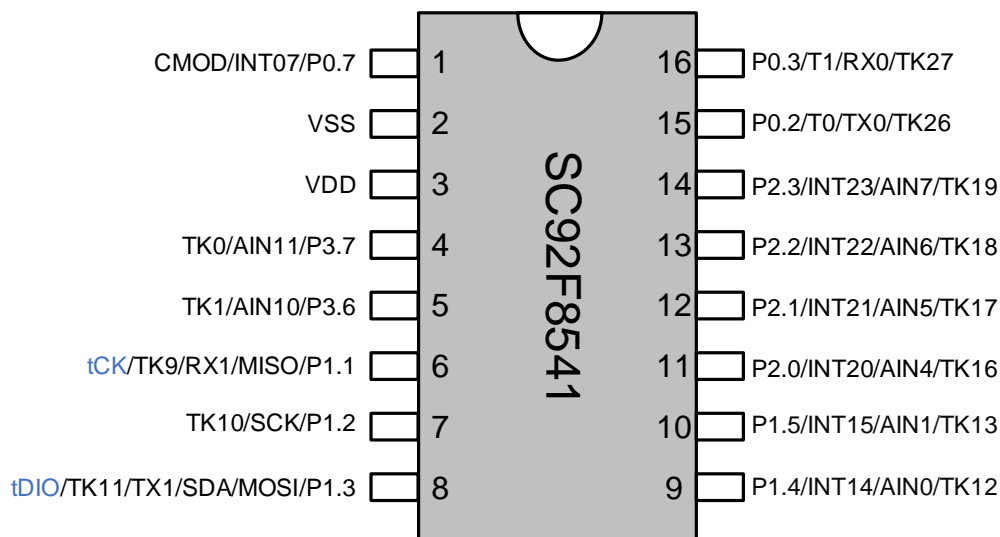 CMOD/INT07/P0.7 1 16 P0.3/T1/RX0/TK27
VSS 2 15 P0.2/T0/TX0/TK26
VDD 3 14 P2.3/INT23/AIN7/TK19
TK0/AIN11/P3.7 4 13 P2.2/INT22/AIN6/TK18
TK1/AIN10/P3.6 5 12 P2.1/INT21/AIN5/TK17
tCK/TK9/RX1/MISO/P1.1 6 11 P2.0/INT20/AIN4/TK16
TK10/SCK/P1.2 7 10 P1.5/INT15/AIN1/TK13
tDIO/TK11/TX1/SDA/MOSI/P1.3 8 9 P1.4/INT14/AIN0/TK12
SC92F8541